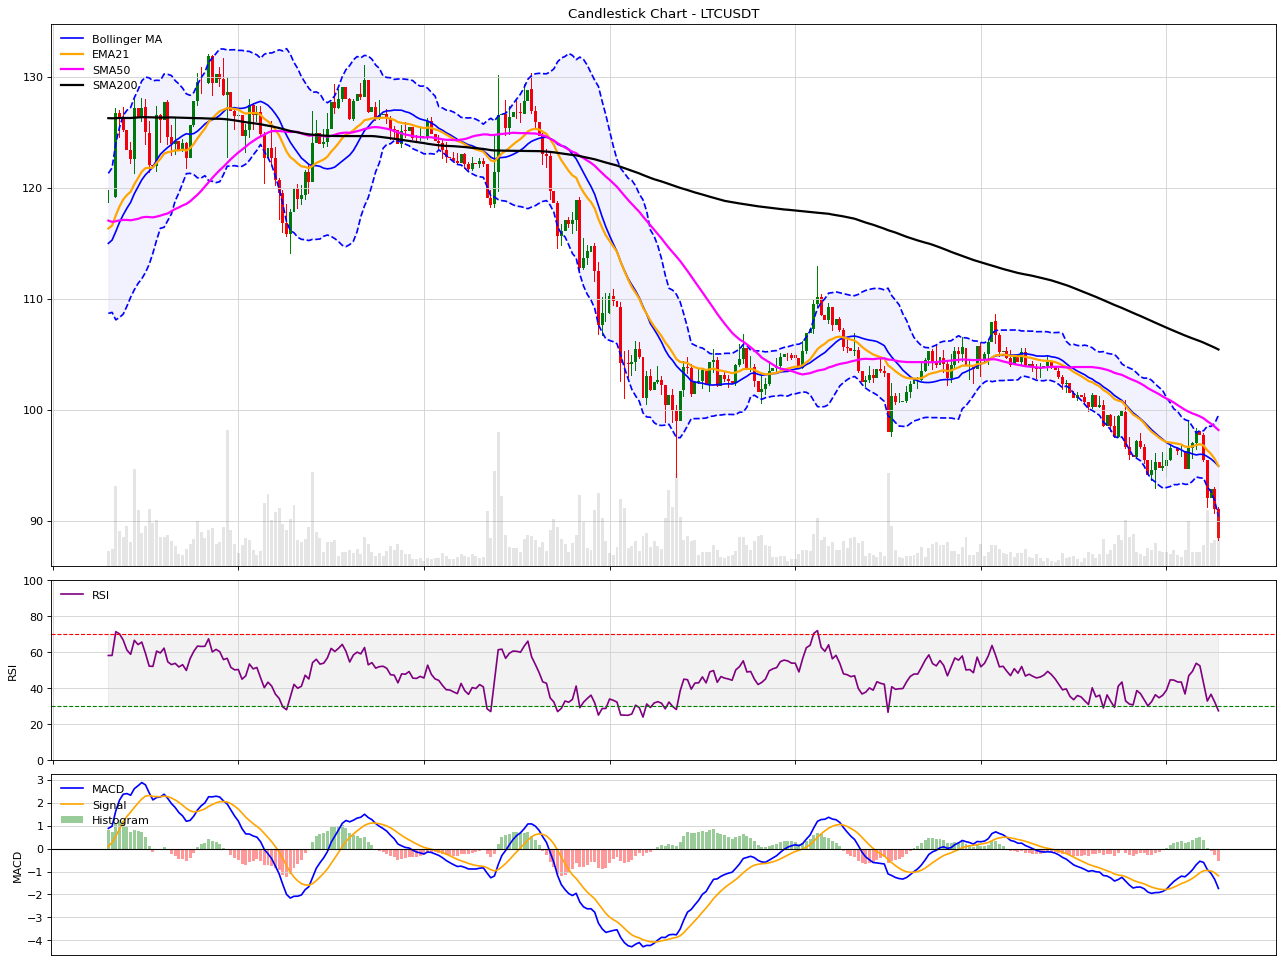 Candlestick Chart - LTCUSDT
Bollinger MA
EMA21
SMA50
SMA200
130
120
110
100
90
RSI
100
80
60
40
20
0
RSI
MACD
Signal
Histogram
3
2
1
0
−1
−2
−3
−4
MACD